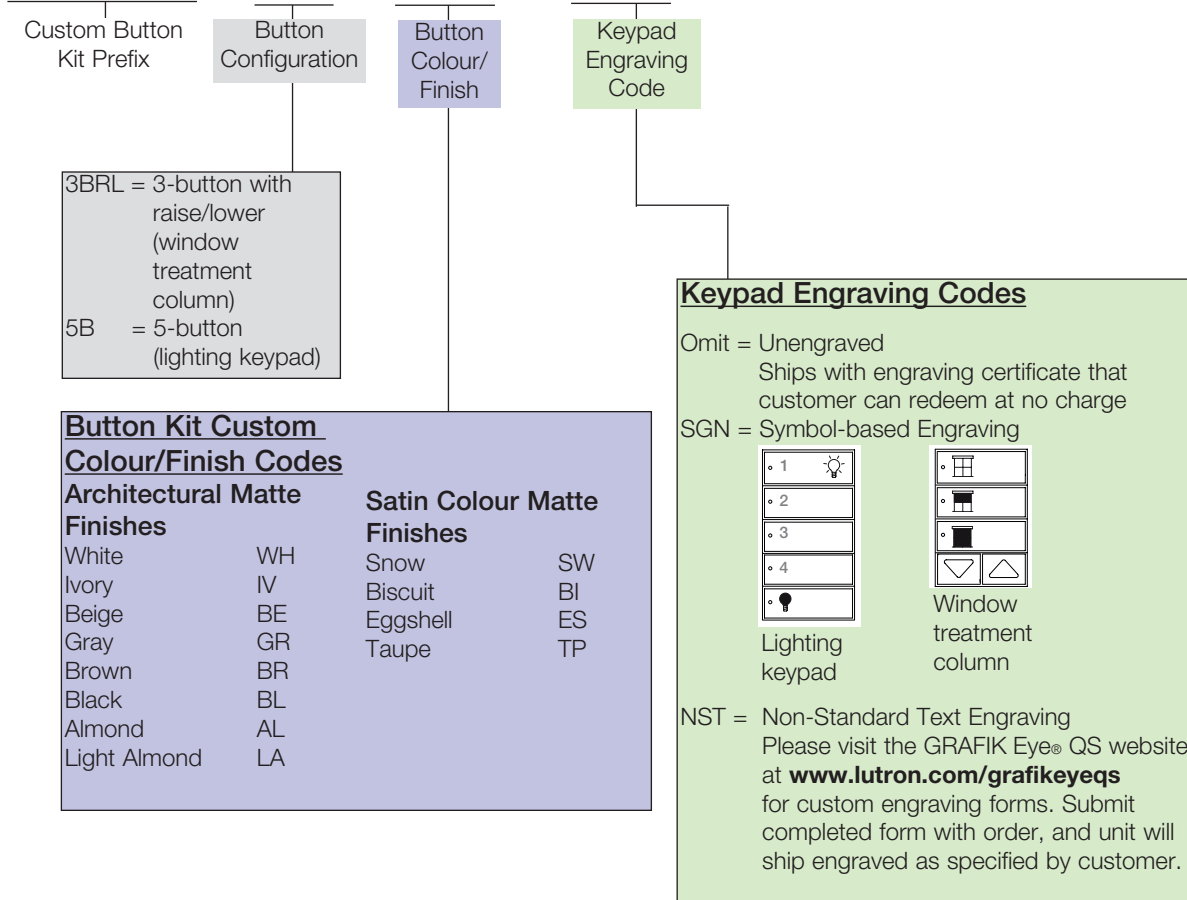 Custom Button
Kit Prefix
Button
Configuration
Button
Colour/
Finish
Keypad
Engraving
Code
3BRL = 3-button with
raise/lower
(window
treatment
column)
5B = 5-button
(lighting keypad)
Button Kit Custom
Colour/Finish Codes
Architectural Matte
Finishes
White WH
Ivory IV
Beige BE
Gray GR
Brown BR
Black BL
Almond AL
Light Almond LA
Satin Colour Matte
Finishes
Snow SW
Biscuit BI
Eggshell ES
Taupe TP
Keypad Engraving Codes
Omit = Unengraved
Ships with engraving certificate that
customer can redeem at no charge
SGN = Symbol-based Engraving
1
2
3
4
Lighting
keypad
Window
treatment
column
NST = Non-Standard Text Engraving
Please visit the GRAFIK Eye® QS website
at www.lutron.com/grafikeyeqs
for custom engraving forms. Submit
completed form with order, and unit will
ship engraved as specified by customer.